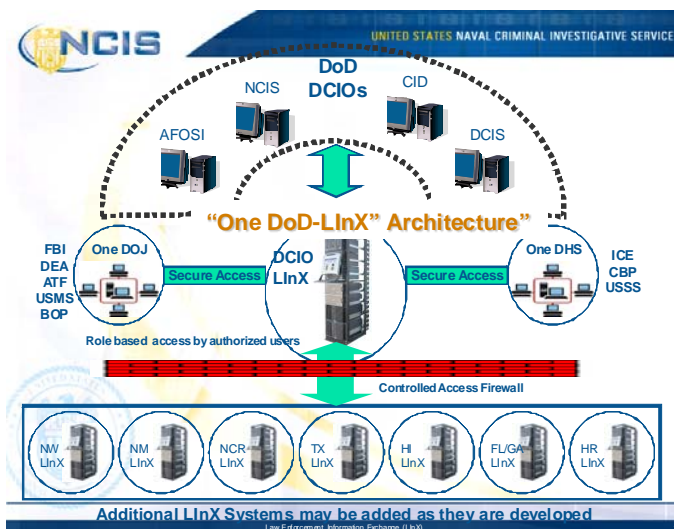 NCIS
UNITED STATES NAVAL CRIMINAL INVESTIGATIVE SERVICE
DoD
DCIOs
NCIS
CID
AFOSI
DCIS
“One DoD-LInX” Architecture”
FBI
DEA
ATF
USMS
BOP
One DOJ
Secure Access
DCIO
LInX
Secure Access
One DHS
ICE
CBP
USSS
Role based access by authorized users
Controlled Access Firewall
NW
LInX
NM
LInX
NCR
LInX
TX
LInX
HI
LInX
FL/GA
LInX
HR
LInX
Additional LInX Systems may be added as they are developed
Law Enforcement Information Exchange (LInX)